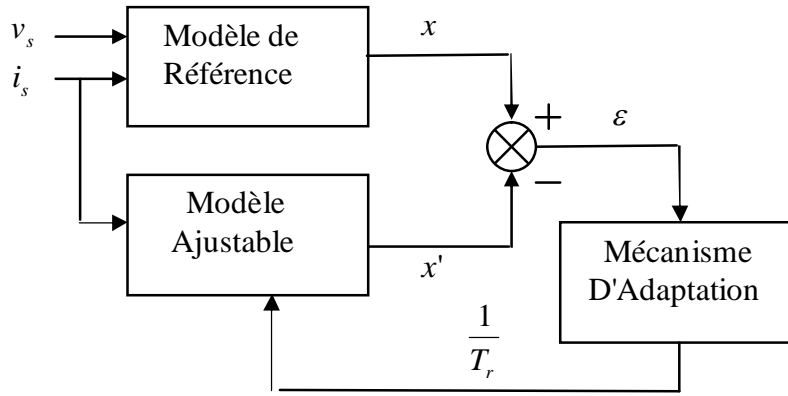 v_s
i_s
Modèle de
Référence
x
+
−
ε
Modèle
Ajustable
x'
Mécanisme
D'Adaptation
1
T_r